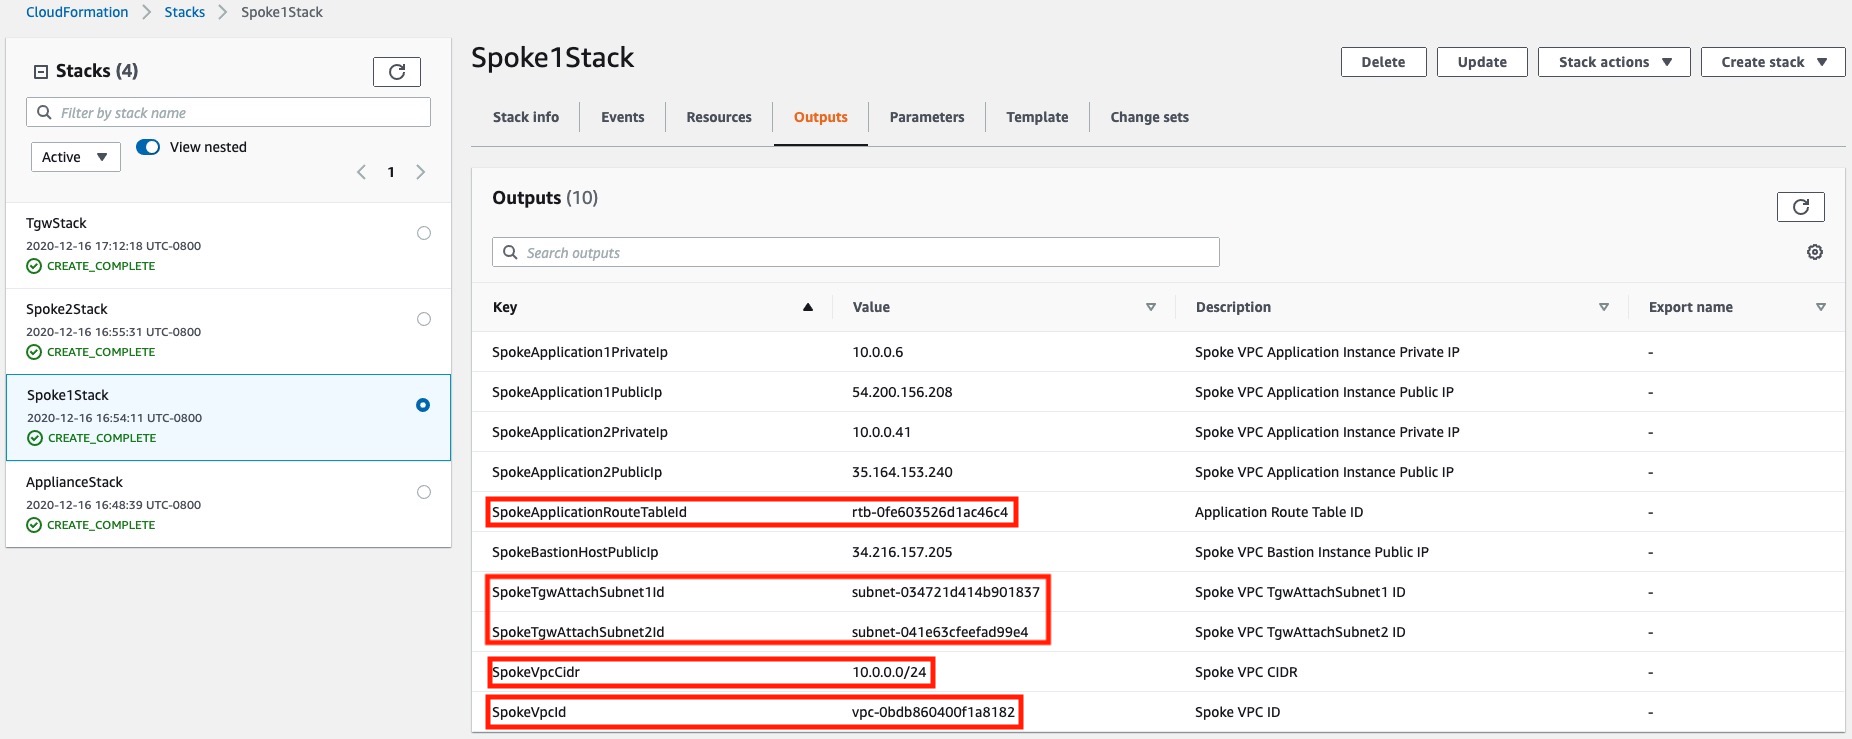 CloudFormation > Stacks > Spoke1Stack
Stacks (4)
Filter by stack name
Active
View nested
1
TgwStack
2020-12-16 17:12:18 UTC-0800
CREATE_COMPLETE
Spoke2Stack
2020-12-16 16:55:31 UTC-0800
CREATE_COMPLETE
Spoke1Stack
2020-12-16 16:54:11 UTC-0800
CREATE_COMPLETE
ApplianceStack
2020-12-16 16:48:39 UTC-0800
CREATE_COMPLETE
Spoke1Stack
Delete Update Stack actions Create stack
Stack info Events Resources Outputs Parameters Template Change sets
Outputs (10)
Search outputs
Key Value Description Export name
SpokeApplication1PrivateIp 10.0.0.6 Spoke VPC Application Instance Private IP -
SpokeApplication1PublicIp 54.200.156.208 Spoke VPC Application Instance Public IP -
SpokeApplication2PrivateIp 10.0.0.41 Spoke VPC Application Instance Private IP -
SpokeApplication2PublicIp 35.164.153.240 Spoke VPC Application Instance Public IP -
SpokeApplicationRouteTableId rtb-0fe603526d1ac46c4 Application Route Table ID -
SpokeBastionHostPublicIp 34.216.157.205 Spoke VPC Bastion Instance Public IP -
SpokeTgwAttachSubnet1Id subnet-034721d414b901837 Spoke VPC TgwAttachSubnet1 ID -
SpokeTgwAttachSubnet2Id subnet-041e63cfeefad99e4 Spoke VPC TgwAttachSubnet2 ID -
SpokeVpcCidr 10.0.0.0/24 Spoke VPC CIDR -
SpokeVpcId vpc-0bdb860400f1a8182 Spoke VPC ID -